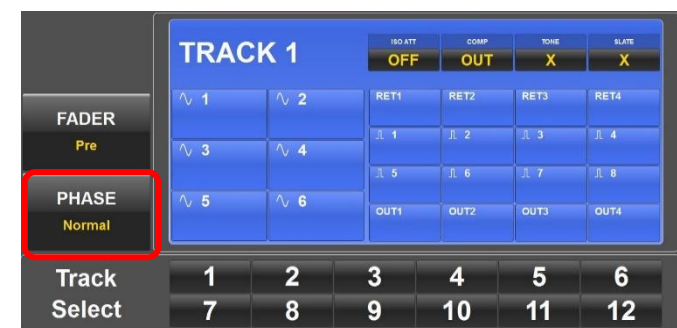 TRACK 1
ISO ATT COMP TONE SLATE
OFF OUT X X
FADER
Pre
PHASE
Normal
1 2
3 4
5 6
RET1 RET2 RET3 RET4
1 2 3 4
5 6 7 8
OUT1 OUT2 OUT3 OUT4
Track Select
1 2 3 4 5 6
7 8 9 10 11 12